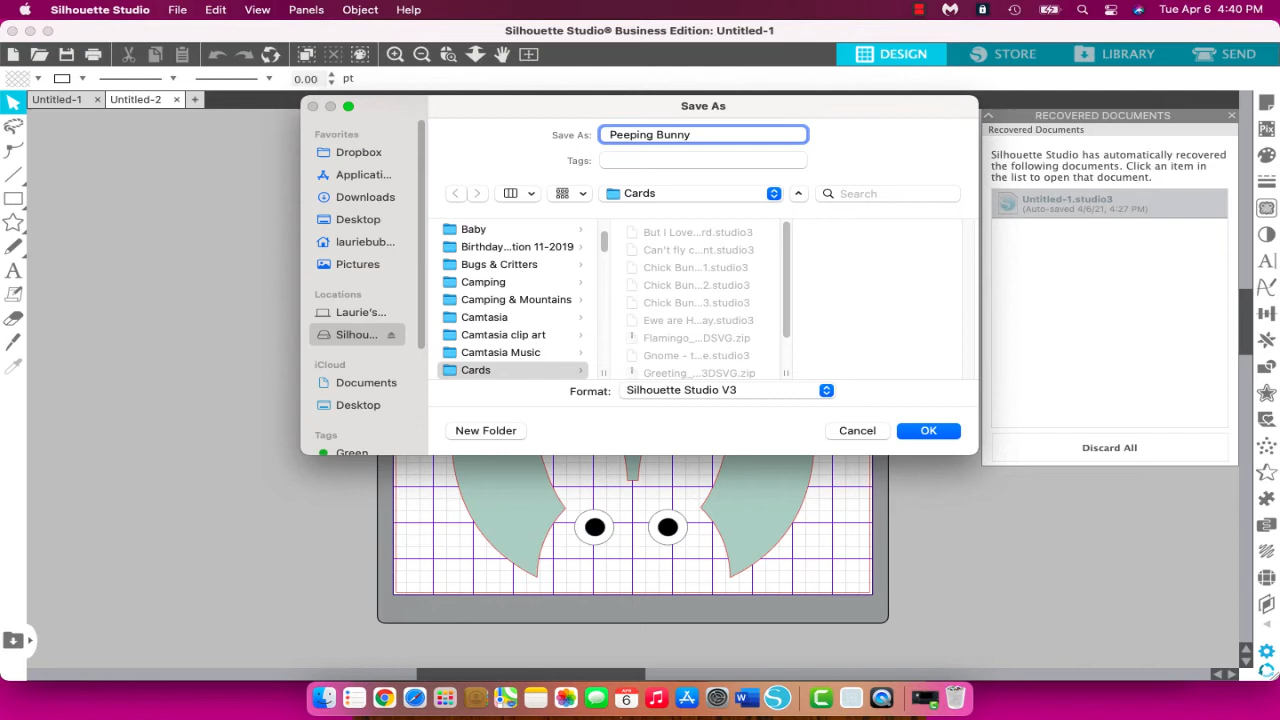 Silhouette Studio File Edit View Panels Object Help Tue Apr 6 4:40 PM
Silhouette Studio® Business Edition: Untitled-1
DESIGN STORE LIBRARY SEND
0.00 pt
Untitled-1 × Untitled-2 × +
Save As
Save As: Peeping Bunny
Tags:
Cards
Search
Favorites
Dropbox
Applicati...
Downloads
Desktop
lauriebub...
Pictures
Locations
Laurie's...
Silhou...
iCloud
Documents
Desktop
Tags
Green
Baby
Birthday...tion 11-2019
Bugs & Critters
Camping
Camping & Mountains
Camtasia
Camtasia clip art
Camtasia Music
Cards
But I Love...rd.studio3
Can't fly c...nt.studio3
Chick Bun...1.studio3
Chick Bun...2.studio3
Chick Bun...3.studio3
Ewe are H...ay.studio3
Flamingo_...DSVG.zip
Gnome - t...e.studio3
Greeting_...3DSVG.zip
Format: Silhouette Studio V3
New Folder
Cancel
OK
RECOVERED DOCUMENTS
Recovered Documents
Silhouette Studio has automatically recovered
the following documents. Click an item in
the list to open that document.
Untitled-1.studio3
(Auto-saved 4/6/21, 4:27 PM)
Discard All
Pix
APR
6